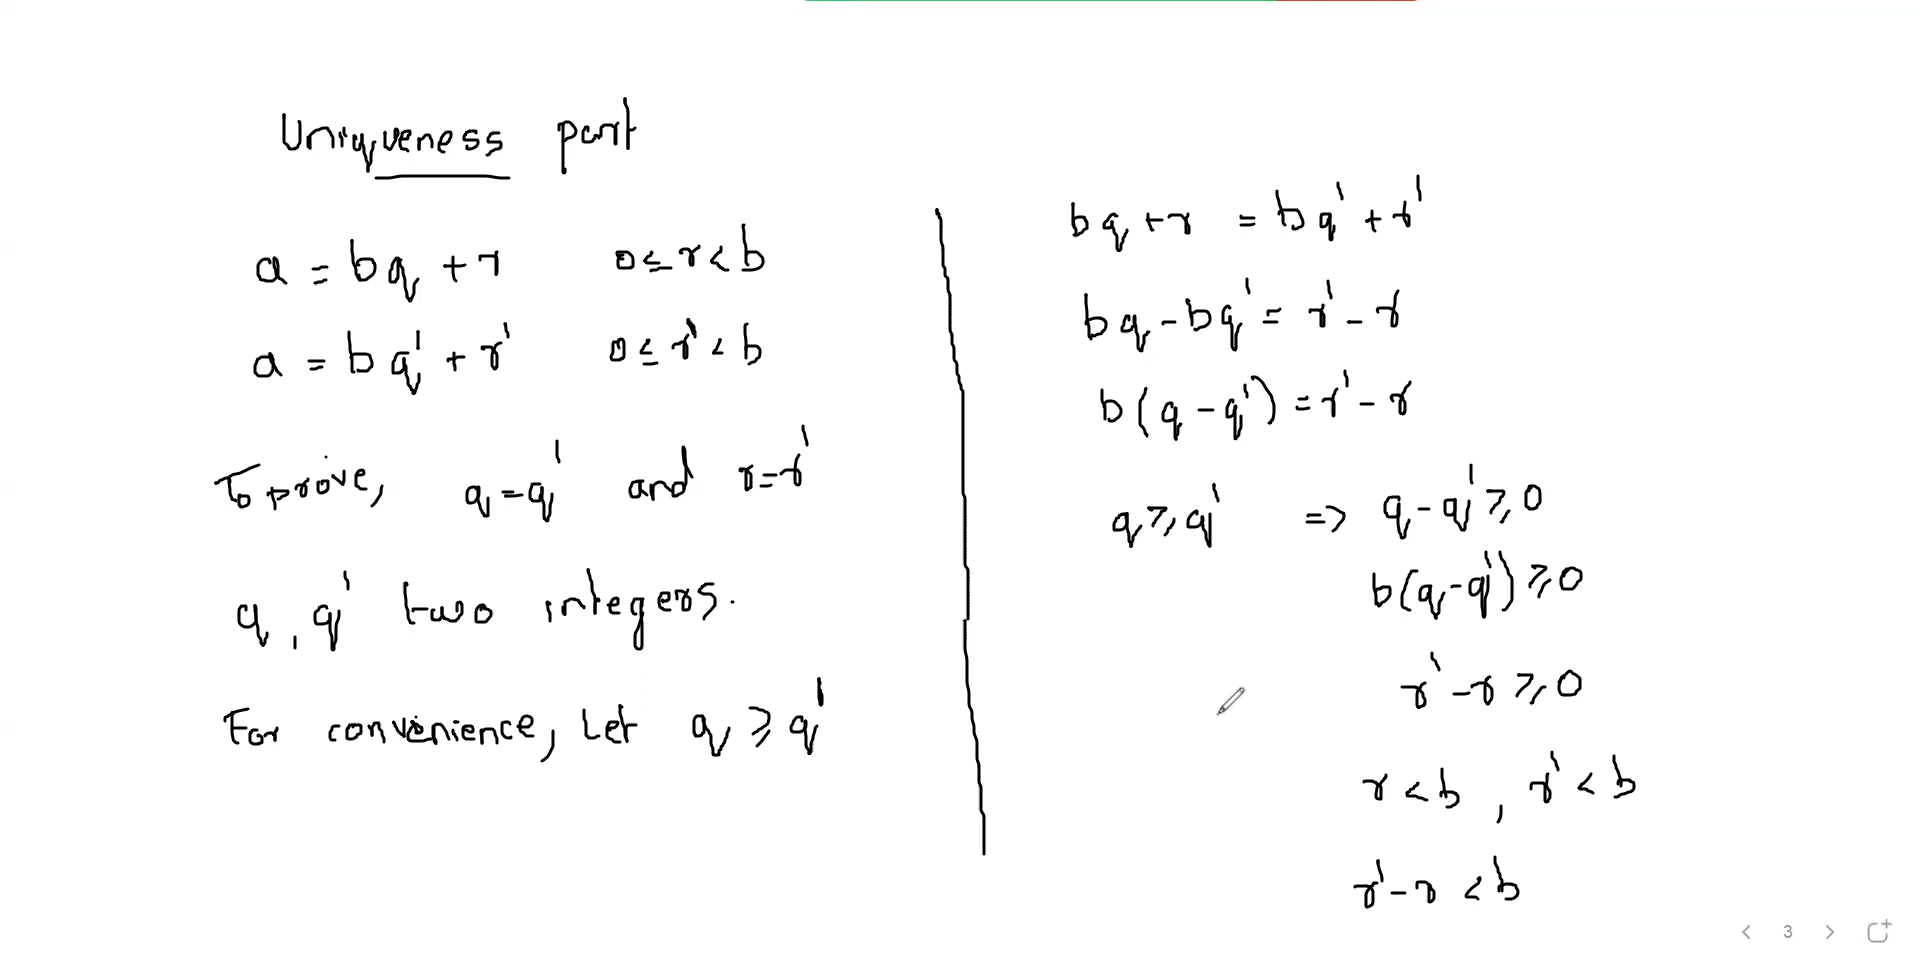 Uniqueness part
a = bq + r    0 ≤ r < b
a = bq' + r'    0 ≤ r' < b
To prove, q = q' and r = r'
q, q' two integers.
For convenience, Let q ⩾ q'
bq + r = bq' + r'
bq - bq' = r' - r
b(q - q') = r' - r
q ⩾ q' => q - q' ⩾ 0
b(q - q') ⩾ 0
r' - r ⩾ 0
r < b, r' < b
r' - r < b
3